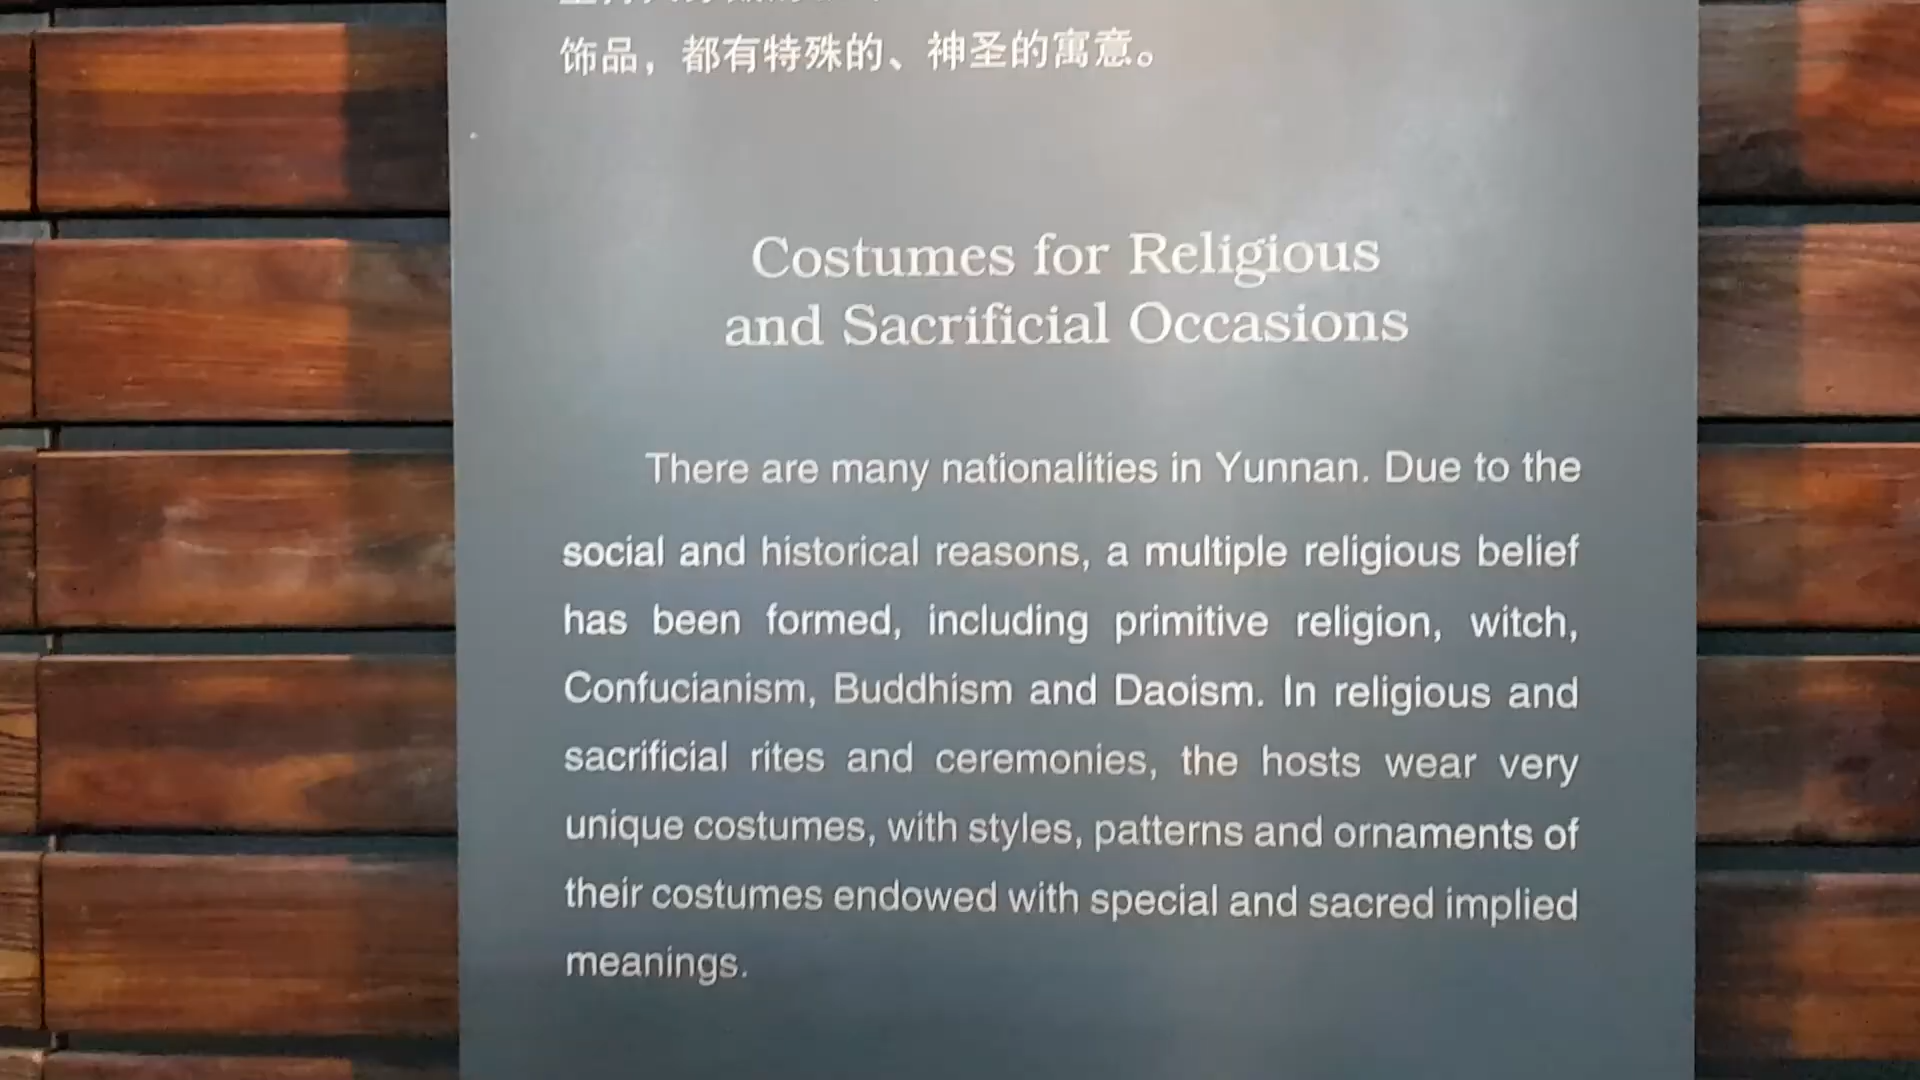 饰品，都有特殊的、神圣的寓意。
Costumes for Religious
and Sacrificial Occasions
There are many nationalities in Yunnan. Due to the
social and historical reasons, a multiple religious belief
has been formed, including primitive religion, witch,
Confucianism, Buddhism and Daoism. In religious and
sacrificial rites and ceremonies, the hosts wear very
unique costumes, with styles, patterns and ornaments of
their costumes endowed with special and sacred implied
meanings.